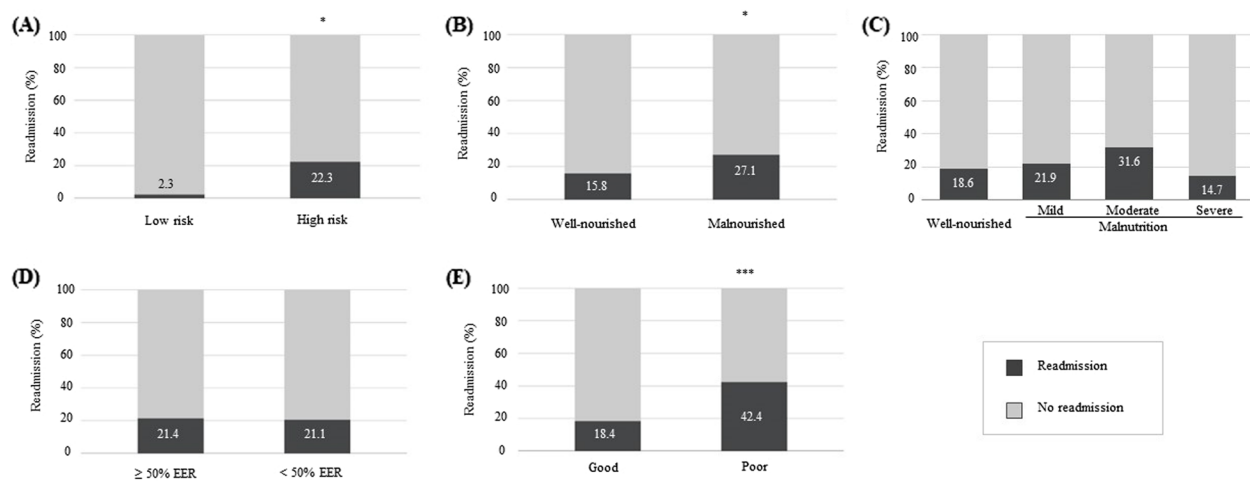 (A)
*
Readmission (%)
100
80
60
40
20
0
2.3
22.3
Low risk
High risk
(B)
*
Readmission (%)
100
80
60
40
20
0
15.8
27.1
Well-nourished
Malnourished
(C)
Readmission (%)
100
80
60
40
20
0
18.6
21.9
31.6
14.7
Well-nourished
Mild
Moderate
Severe
Malnutrition
(D)
Readmission (%)
100
80
60
40
20
0
21.4
21.1
≥ 50% EER
< 50% EER
(E)
***
Readmission (%)
100
80
60
40
20
0
18.4
42.4
Good
Poor
Readmission
No readmission